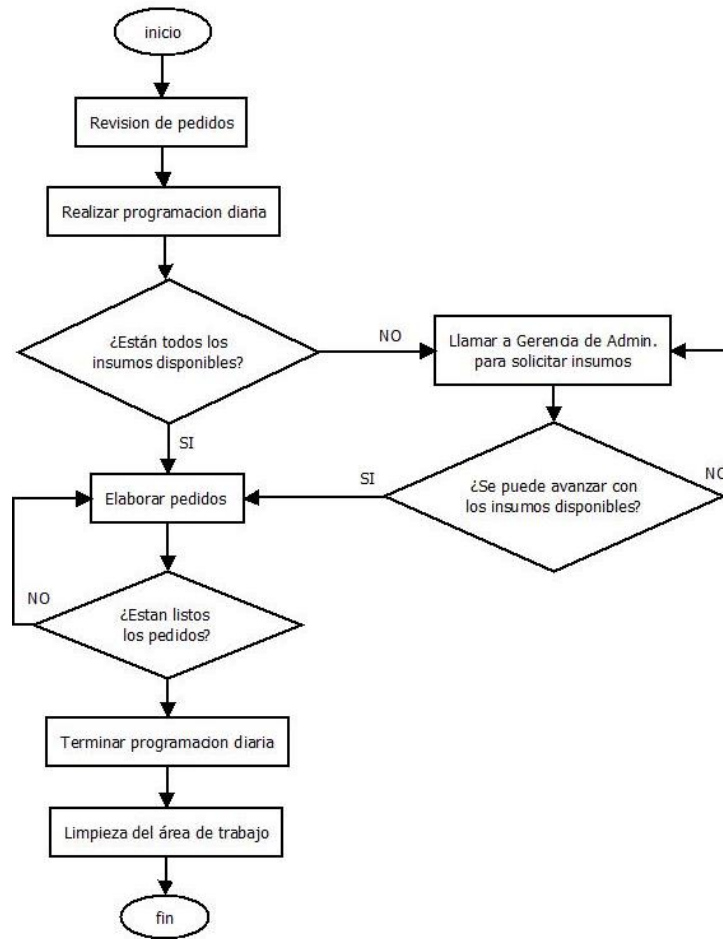 inicio
Revision de pedidos
Realizar programacion diaria
¿Están todos los
insumos disponibles?
NO
Llamar a Gerencia de Admin.
para solicitar insumos
SI
Elaborar pedidos
SI
¿Se puede avanzar con
los insumos disponibles?
NO
¿Estan listos
los pedidos?
NO
Terminar programacion diaria
Limpieza del área de trabajo
fin